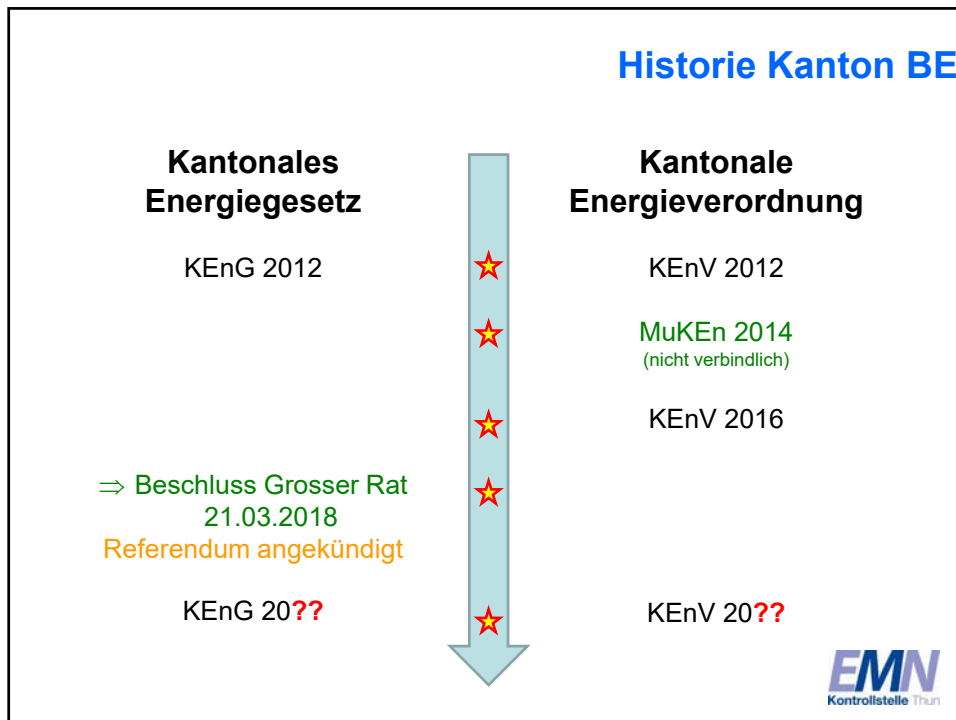 Historie Kanton BE
Kantonales
Energiegesetz
Kantonale
Energieverordnung
KEnG 2012
KEnV 2012
MuKEn 2014
(nicht verbindlich)
KEnV 2016
⇒ Beschluss Grosser Rat
21.03.2018
Referendum angekündigt
KEnG 20??
KEnV 20??
EMN
Kontrollstelle Thun